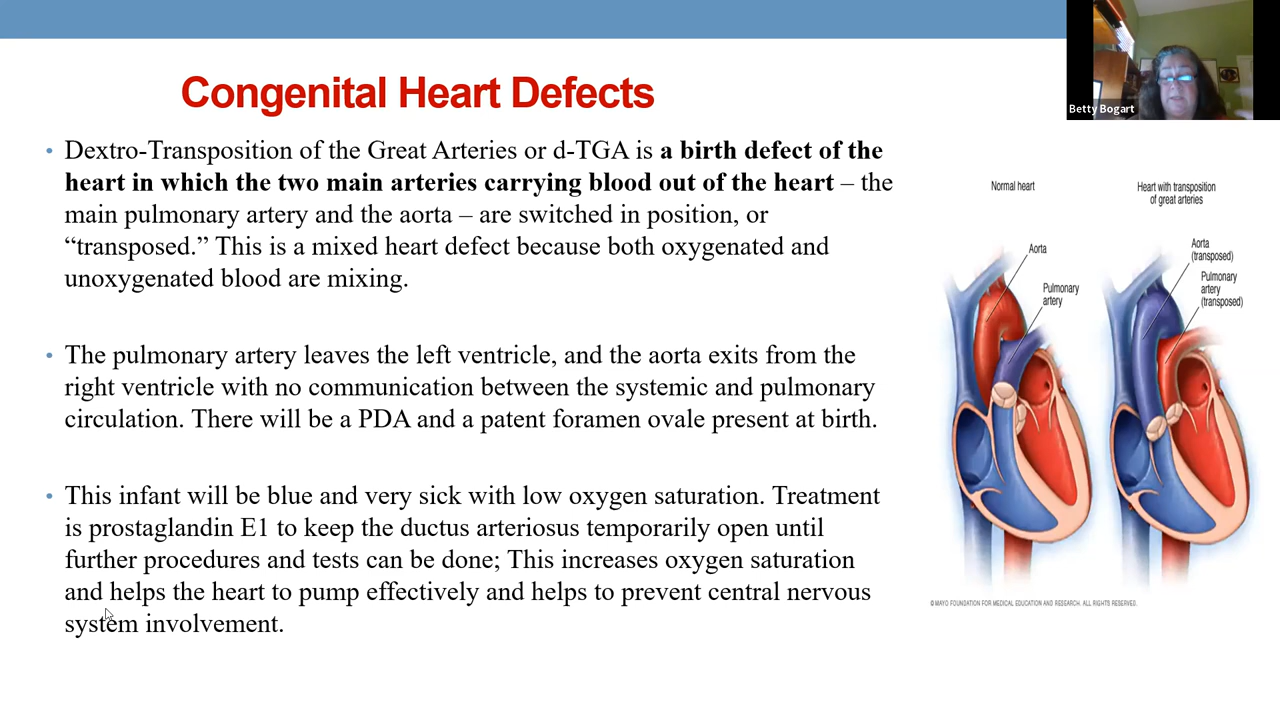 Congenital Heart Defects
• Dextro-Transposition of the Great Arteries or d-TGA is a birth defect of the
heart in which the two main arteries carrying blood out of the heart – the
main pulmonary artery and the aorta – are switched in position, or
“transposed.” This is a mixed heart defect because both oxygenated and
unoxygenated blood are mixing.
• The pulmonary artery leaves the left ventricle, and the aorta exits from the
right ventricle with no communication between the systemic and pulmonary
circulation. There will be a PDA and a patent foramen ovale present at birth.
• This infant will be blue and very sick with low oxygen saturation. Treatment
is prostaglandin E1 to keep the ductus arteriosus temporarily open until
further procedures and tests can be done; This increases oxygen saturation
and helps the heart to pump effectively and helps to prevent central nervous
system involvement.
Betty Bogart
Normal heart
Aorta
Pulmonary
artery
Heart with transposition
of great arteries
Aorta
(transposed)
Pulmonary
artery
(transposed)
© MAYO FOUNDATION FOR MEDICAL EDUCATION AND RESEARCH. ALL RIGHTS RESERVED.